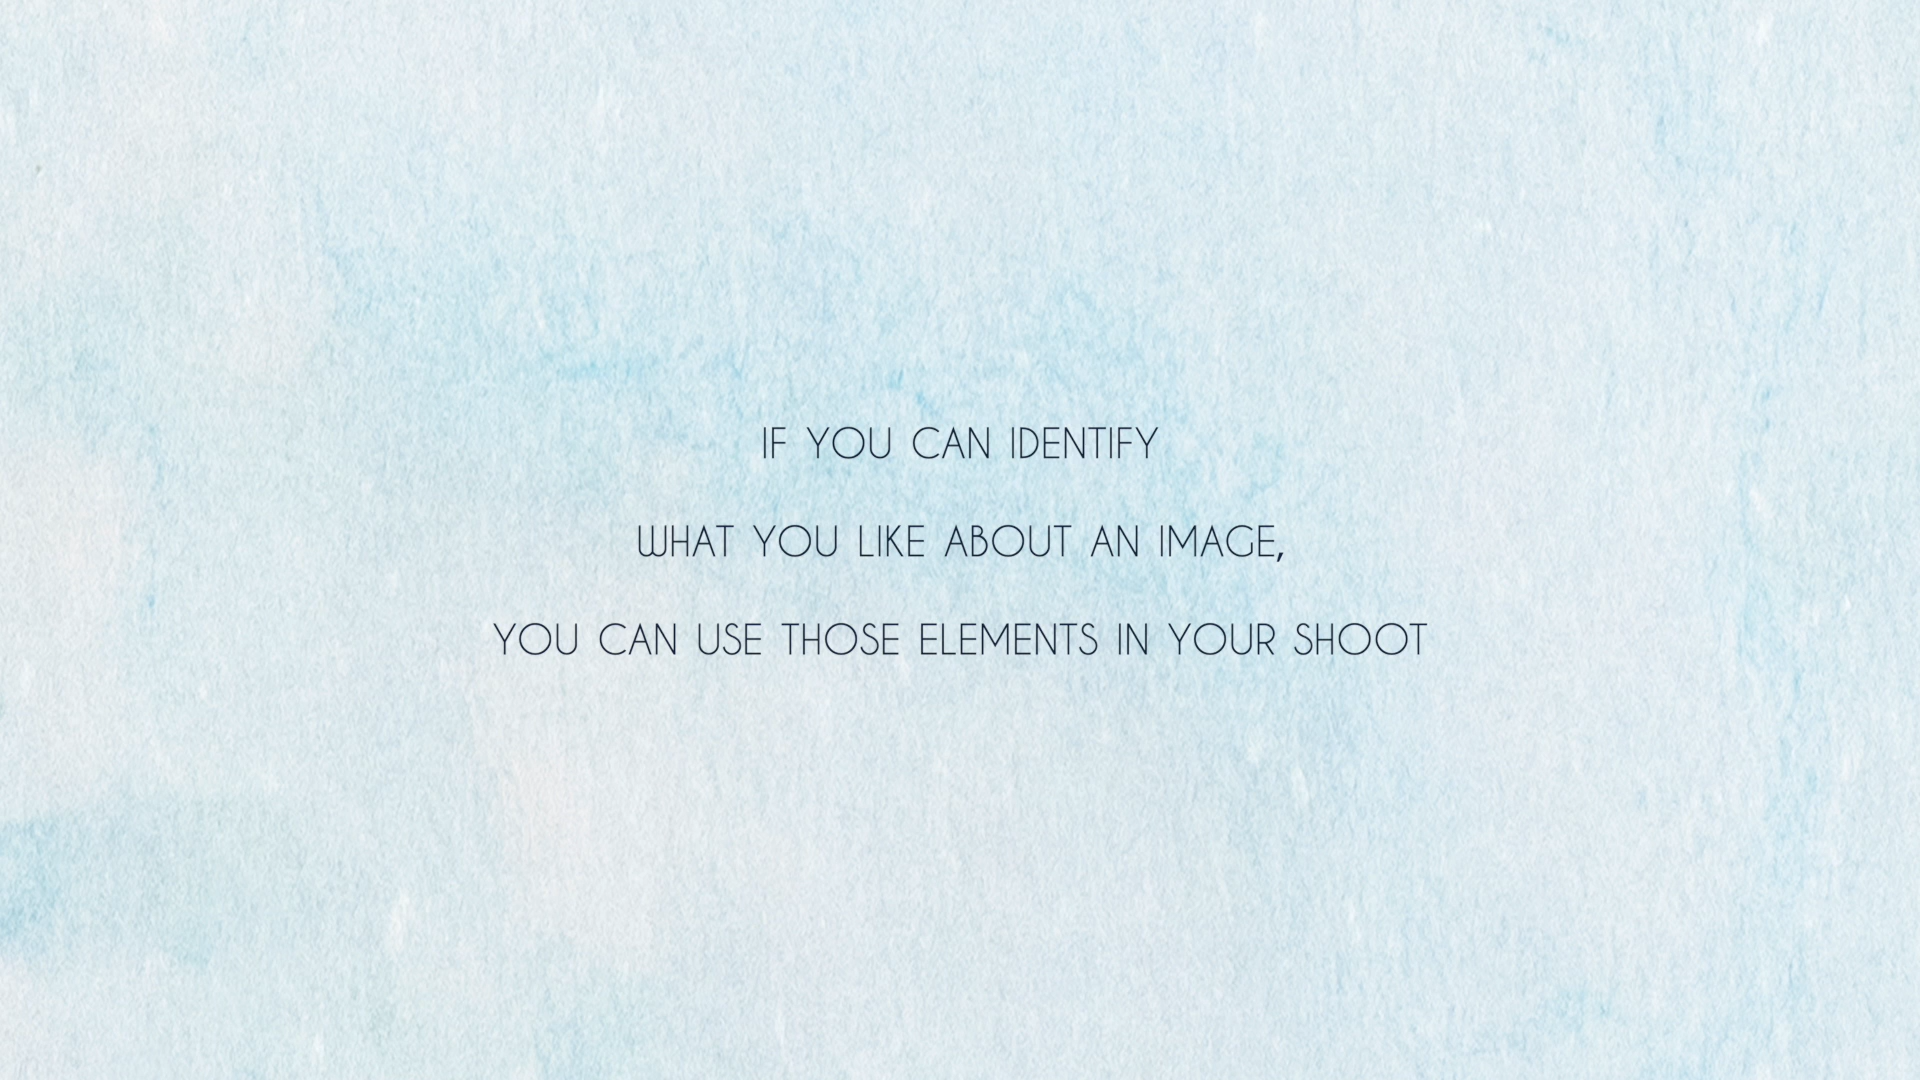 IF YOU CAN IDENTIFY
WHAT YOU LIKE ABOUT AN IMAGE,
YOU CAN USE THOSE ELEMENTS IN YOUR SHOOT